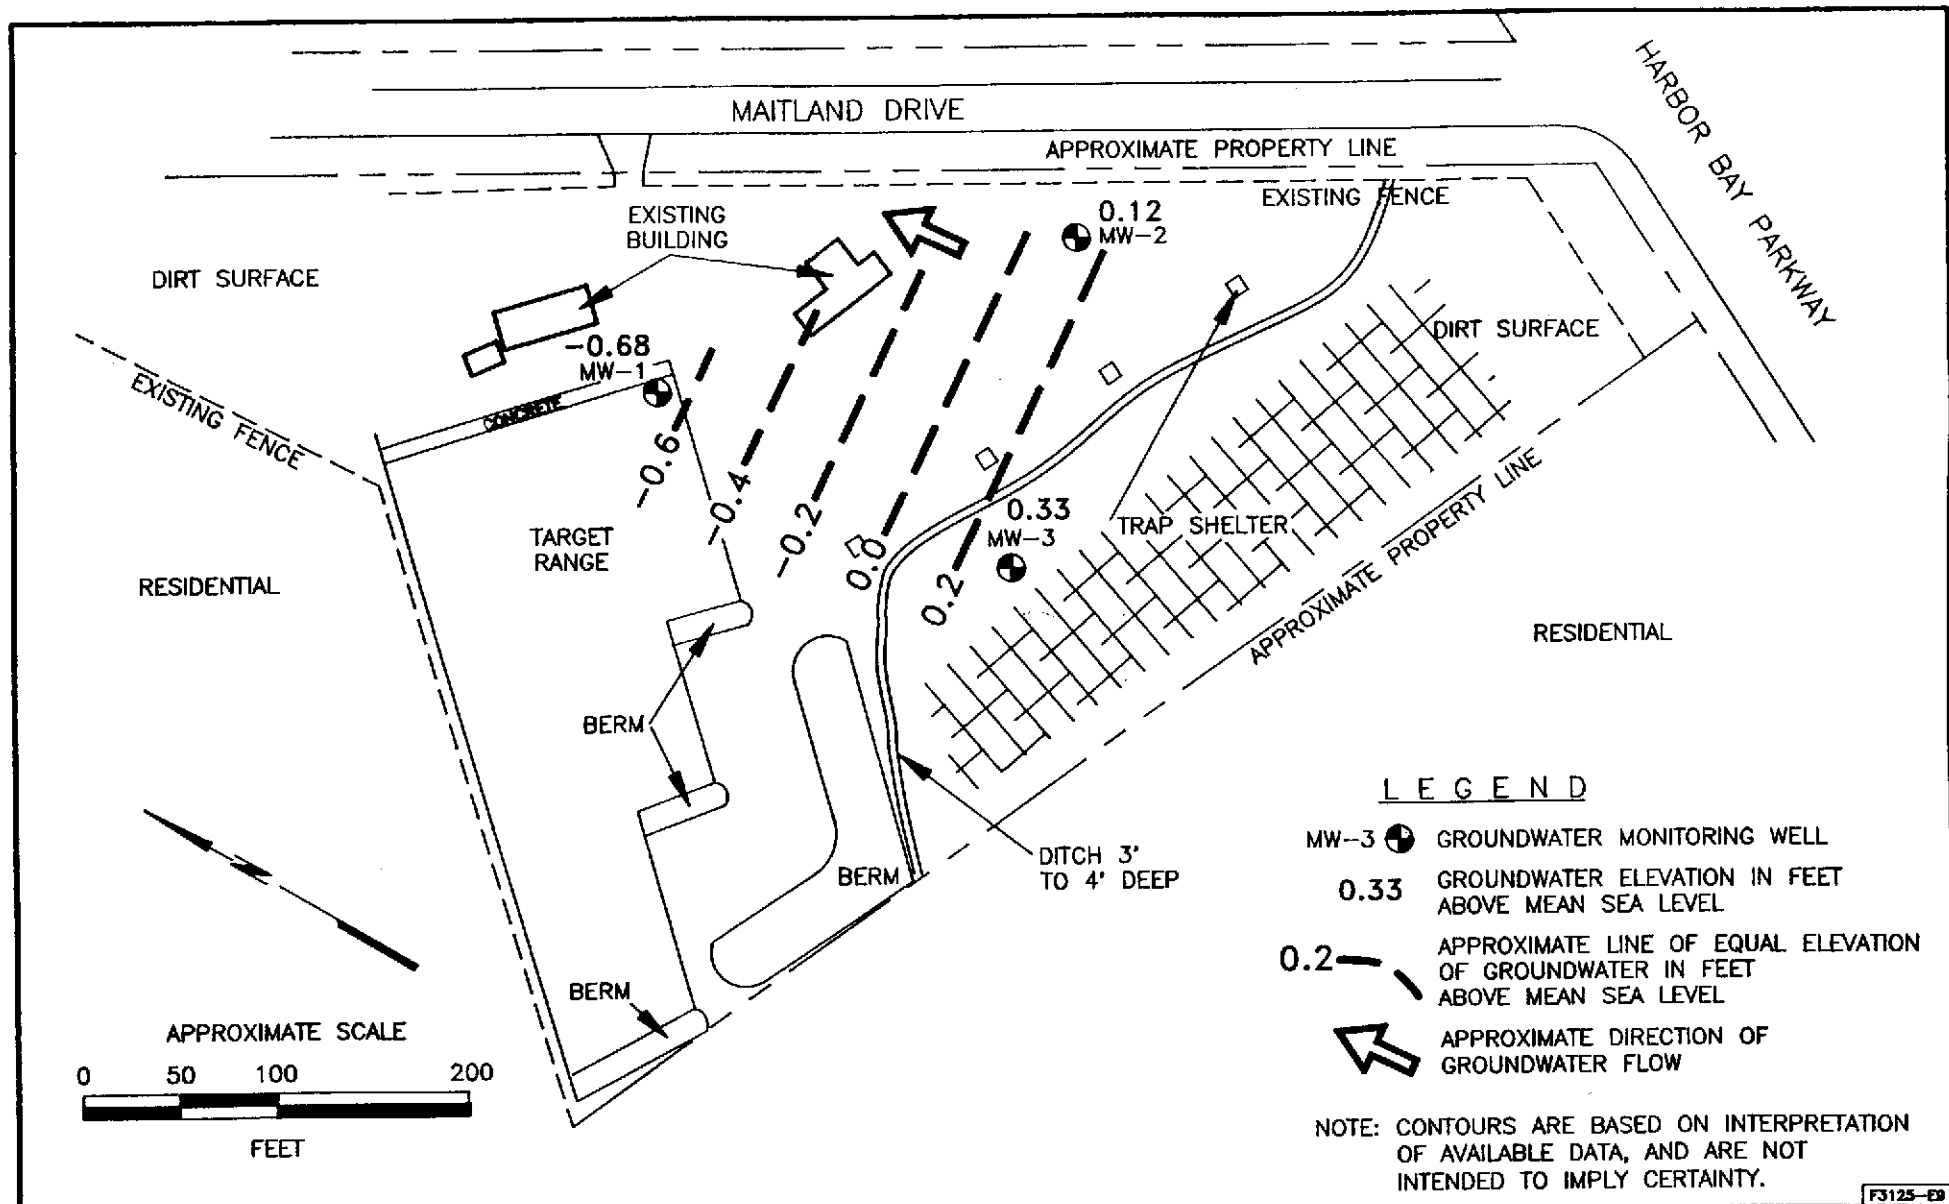 MAITLAND DRIVE
HARBOR BAY PARKWAY
APPROXIMATE PROPERTY LINE
EXISTING FENCE
EXISTING
BUILDING
0.12
MW-2
DIRT SURFACE
DIRT SURFACE
-0.68
MW-1
CONCRETE
EXISTING FENCE
-0.6
-0.4
-0.2
0.0
0.2
0.33
MW-3
TRAP SHELTER
TARGET
RANGE
RESIDENTIAL
APPROXIMATE PROPERTY LINE
RESIDENTIAL
BERM
BERM
BERM
DITCH 3'
TO 4' DEEP
APPROXIMATE SCALE
0 50 100 200
FEET
LEGEND
MW-3 GROUNDWATER MONITORING WELL
0.33 GROUNDWATER ELEVATION IN FEET
ABOVE MEAN SEA LEVEL
0.2 APPROXIMATE LINE OF EQUAL ELEVATION
OF GROUNDWATER IN FEET
ABOVE MEAN SEA LEVEL
APPROXIMATE DIRECTION OF
GROUNDWATER FLOW
NOTE: CONTOURS ARE BASED ON INTERPRETATION
OF AVAILABLE DATA, AND ARE NOT
INTENDED TO IMPLY CERTAINTY.